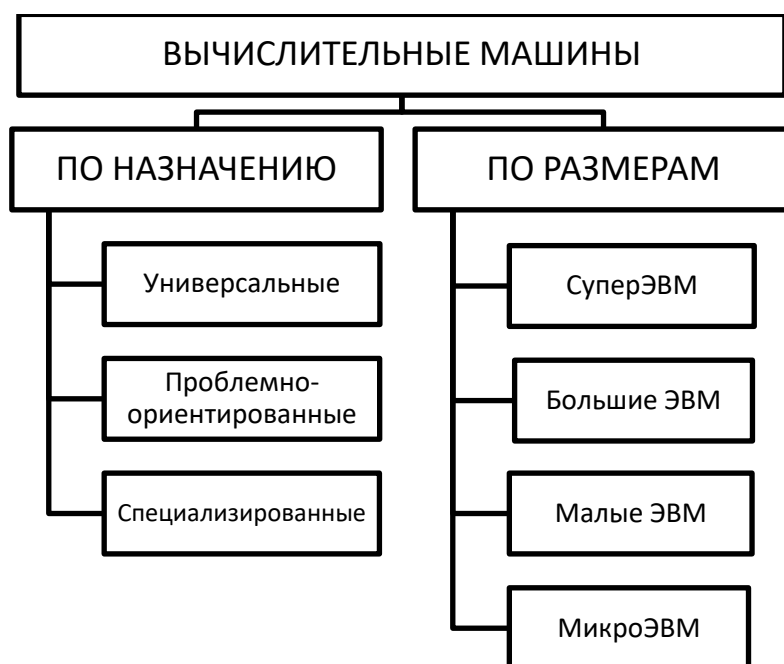 ВЫЧИСЛИТЕЛЬНЫЕ МАШИНЫ
ПО НАЗНАЧЕНИЮ
Универсальные
Проблемно-
ориентированные
Специализированные
ПО РАЗМЕРАМ
СуперЭВМ
Большие ЭВМ
Малые ЭВМ
МикроЭВМ